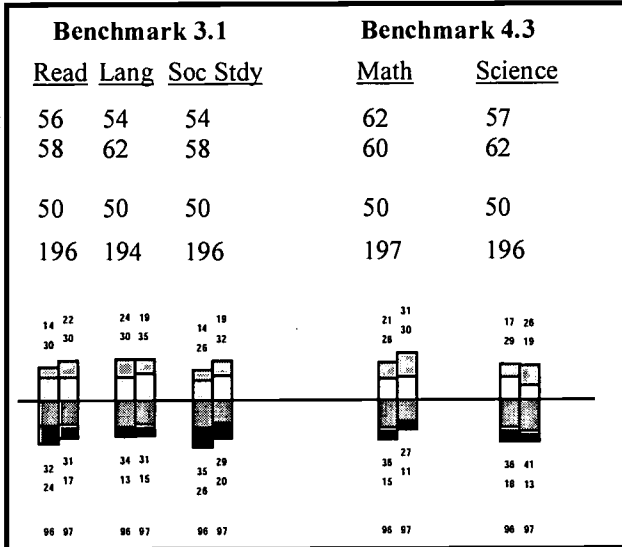 Benchmark 3.1 Benchmark 4.3
Read Lang Soc Stdy Math Science
56 54 54 62 57
58 62 58 60 62
50 50 50 50 50
196 194 196 197 196
14 22 24 19 14 19 21 31 17 26
30 30 30 35 26 32 28 30 29 19
32 31 34 31 35 29 36 27 36 41
24 17 13 15 26 20 15 11 18 13
96 97 96 97 96 97 96 97 96 97